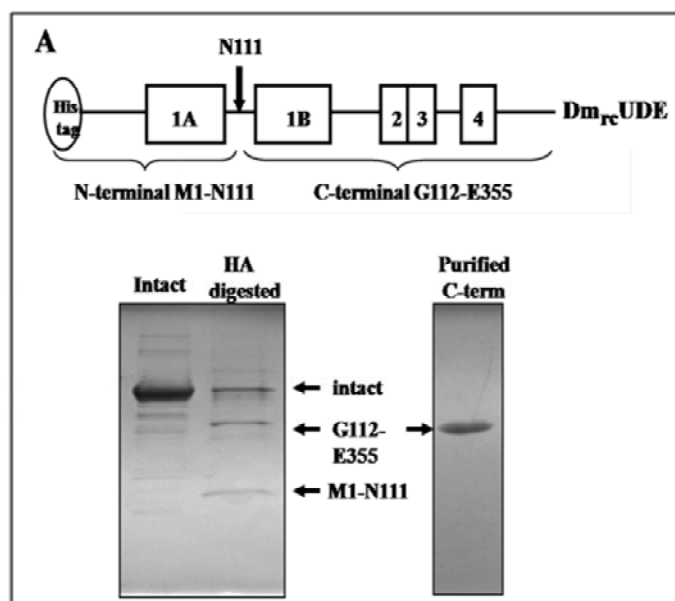 A
N111
His
tag
1A
1B
2
3
4
DmrcUDE
N-terminal M1-N111
C-terminal G112-E355
Intact
HA
digested
Purified
C-term
intact
G112-
E355
M1-N111